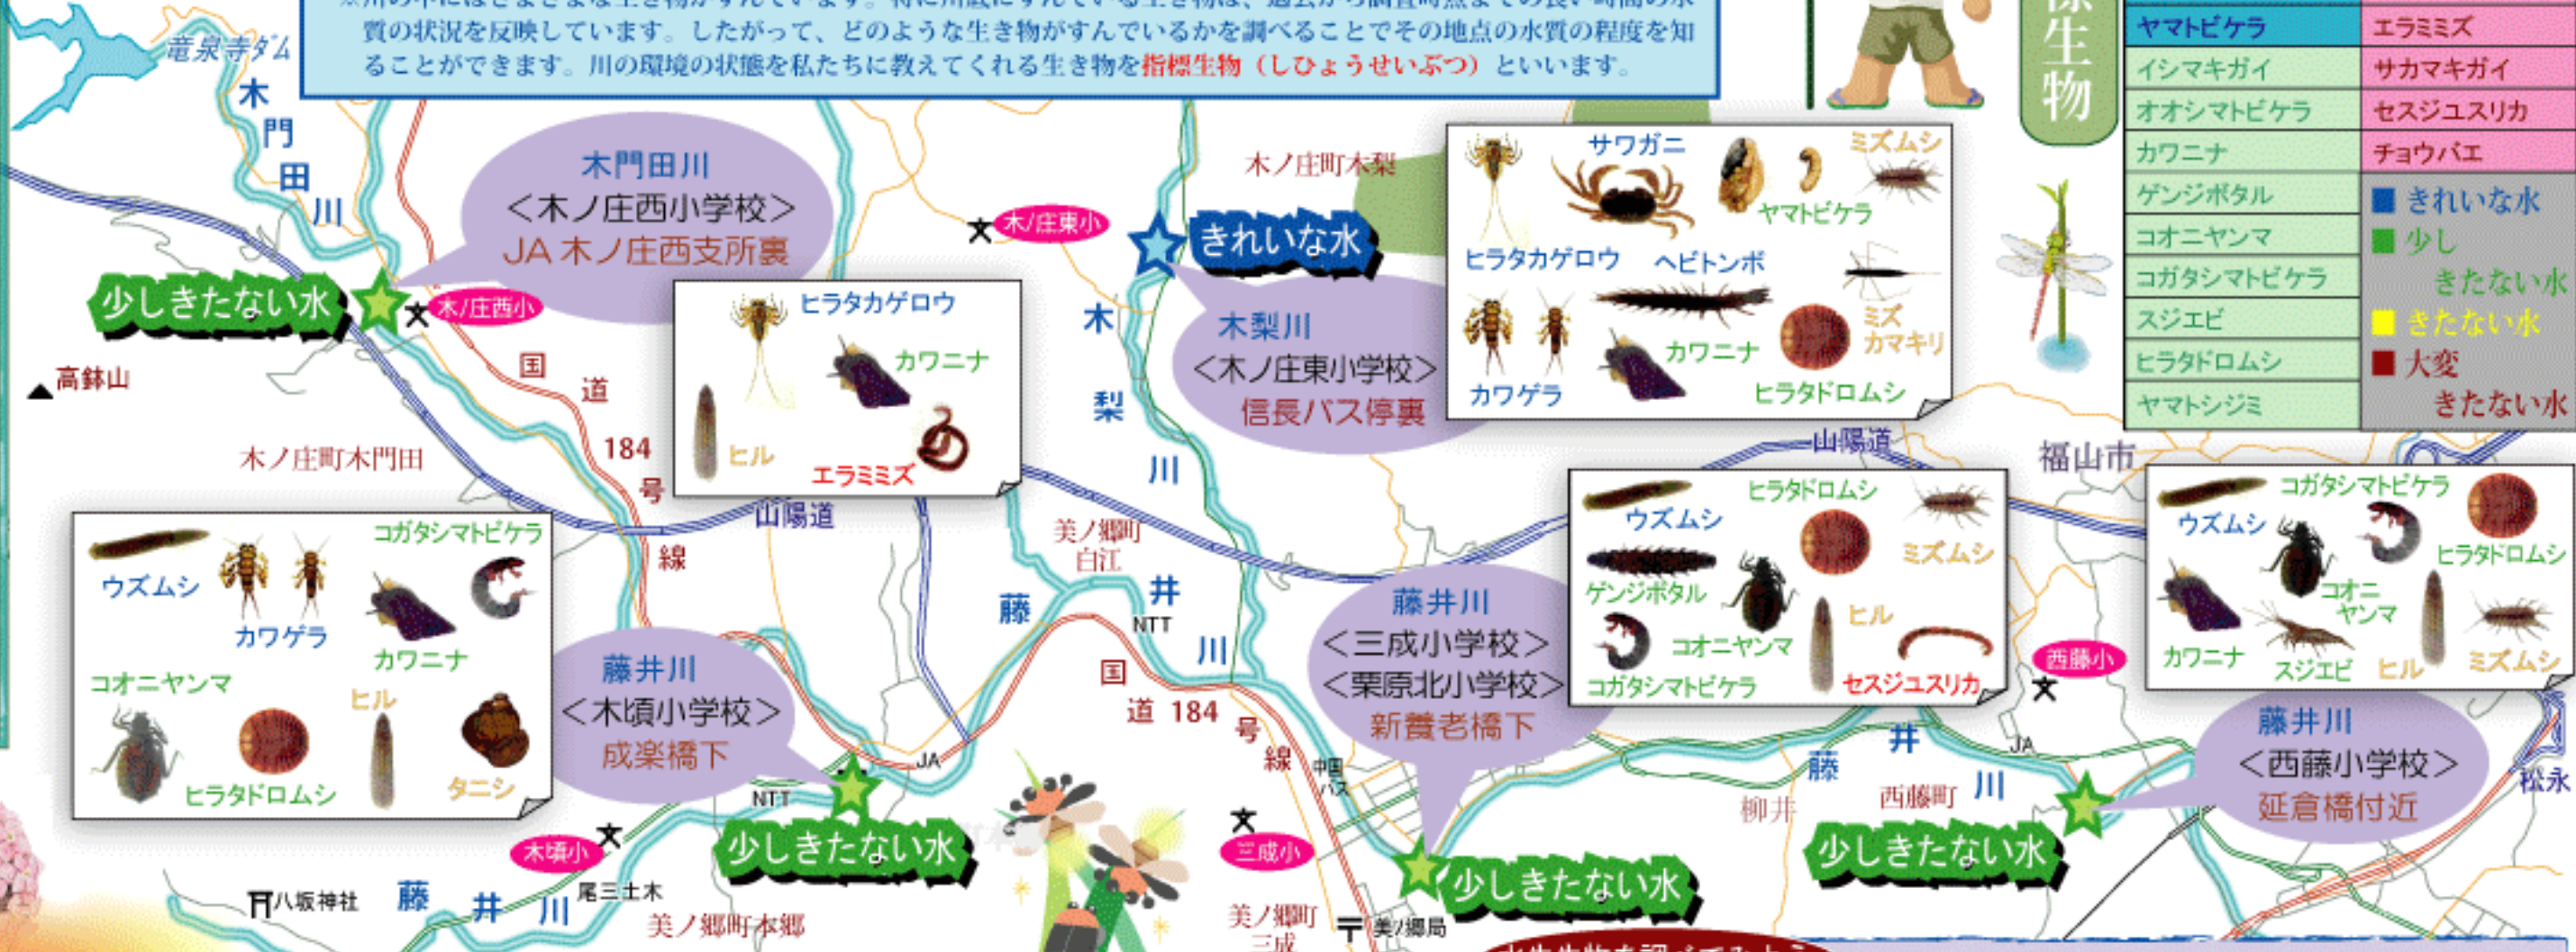 質の状況を反映しています。したがって、どのような生き物がすんでいるかを調べることでその地点の水質の程度を知
ることができます。川の環境の状態を私たちに教えてくれる生き物を指標生物（しひょうせいぶつ）といいます。
生物
ヤマトビケラ
エラミミズ
イシマキガイ
サカマキガイ
オオシマトビケラ
セスジユスリカ
カワニナ
チョウバエ
ゲンジボタル
コオニヤンマ
コガタシマトビケラ
スジエビ
ヒラタドロムシ
ヤマトシジミ
■きれいな水
■少し
きたない水
■きたない水
■大変
きたない水
竜泉寺ダム
木門田川
木門田川
＜木ノ庄西小学校＞
JA 木ノ庄西支所裏
少しきたない水
木ノ庄西小
高鉢山
木ノ庄町木門田
国道184号線
ヒラタカゲロウ
カワニナ
ヒル
エラミミズ
山陽道
木ノ庄東小
木ノ庄町木梨
きれいな水
木梨川
木梨川
＜木ノ庄東小学校＞
信長バス停裏
サワガニ
ミズムシ
ヤマトビケラ
ヒラタカゲロウ
ヘビトンボ
ミズ
カマキリ
カワニナ
カワゲラ
ヒラタドロムシ
山陽道
福山市
ウズムシ
コガタシマトビケラ
カワゲラ
カワニナ
コオニヤンマ
ヒル
ヒラタドロムシ
タニシ
藤井川
＜木頃小学校＞
成楽橋下
美ノ郷町
白江
藤井川
NTT
国道184号線
JA
NTT
少しきたない水
木頃小
八坂神社
藤井川
尾三土木
美ノ郷町本郷
藤井川
＜三成小学校＞
＜栗原北小学校＞
新養老橋下
中国
バス
三成小
少しきたない水
美ノ郷町
三成
美ノ郷局
ウズムシ
ヒラタドロムシ
ミズムシ
ゲンジボタル
ヒル
コオニヤンマ
コガタシマトビケラ
セスジユスリカ
西藤小
ウズムシ
コガタシマトビケラ
ヒラタドロムシ
コオニ
ヤンマ
カワニナ
スジエビ
ヒル
ミズムシ
藤井川
JA
柳井
西藤町
少しきたない水
藤井川
＜西藤小学校＞
延倉橋付近
松永